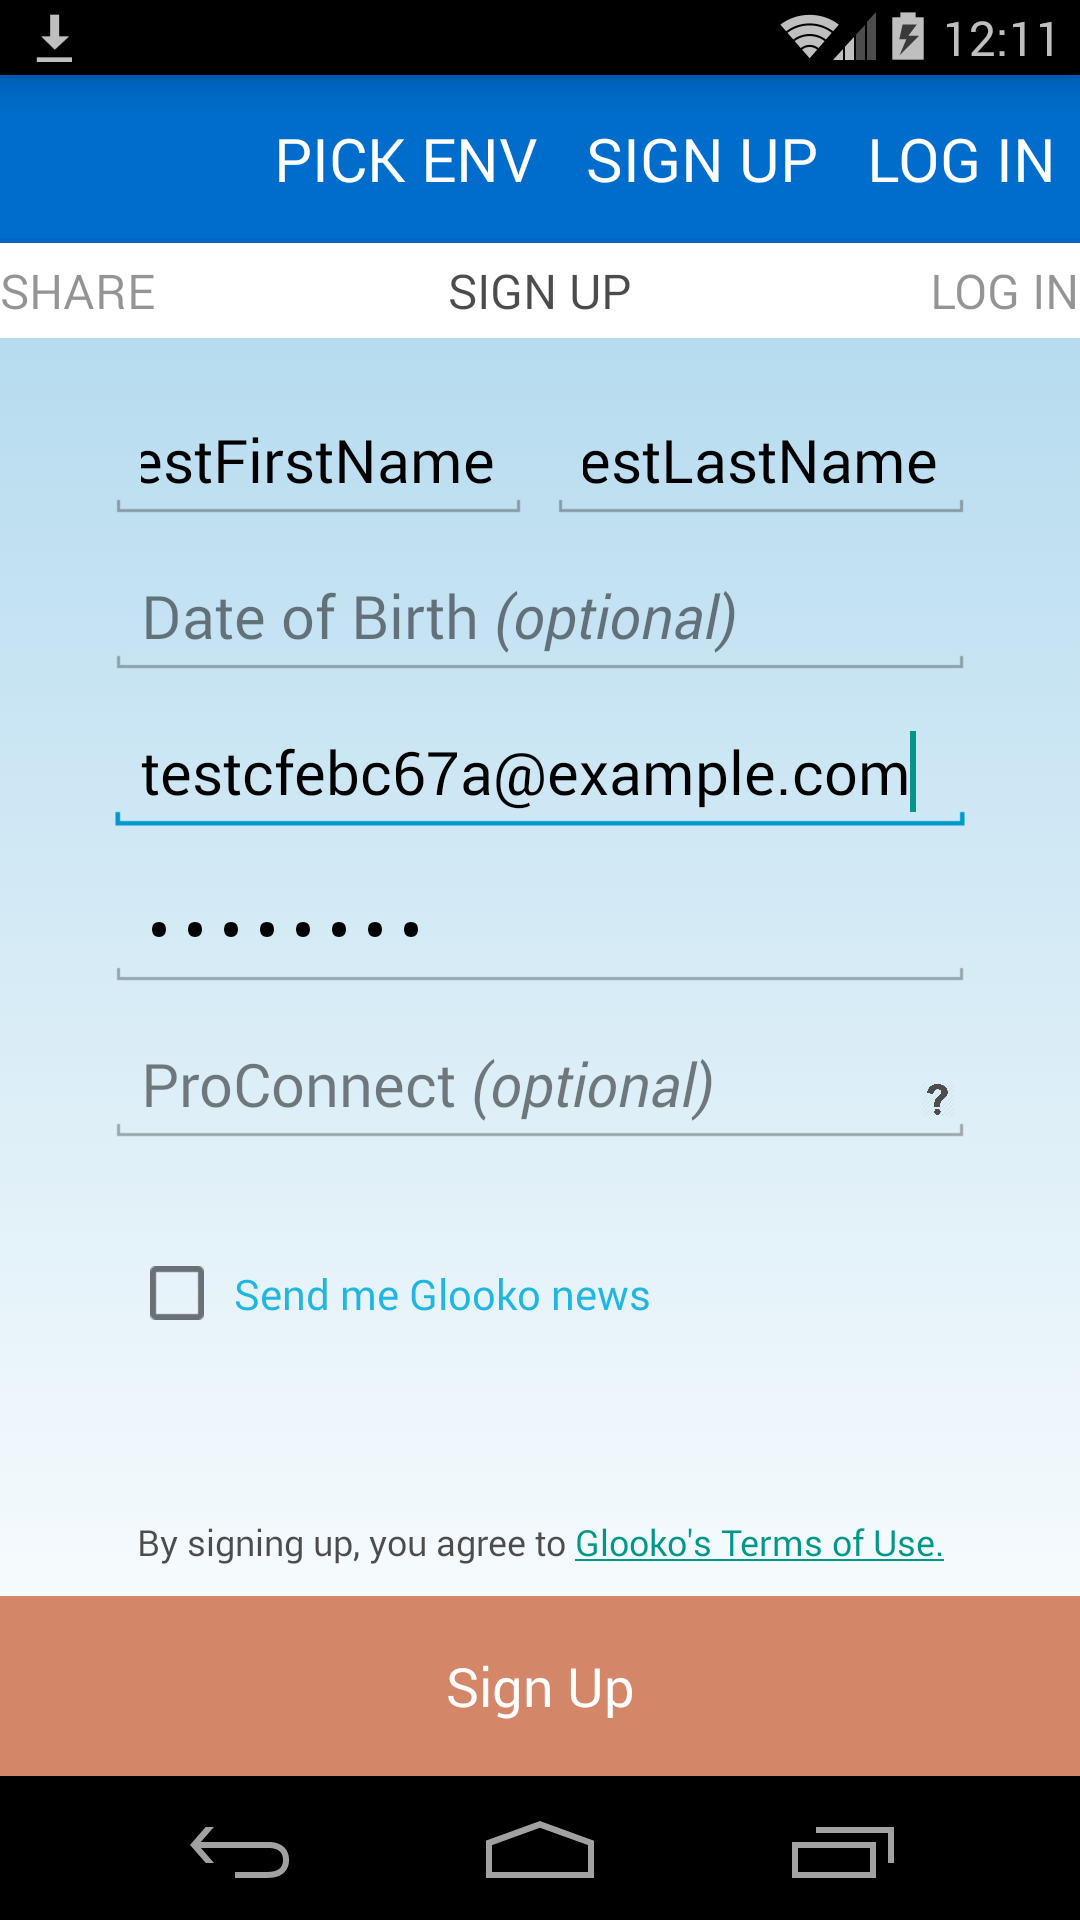 12:11
PICK ENV SIGN UP LOG IN
SHARE SIGN UP LOG IN
estFirstName estLastName
Date of Birth (optional)
testcfebc67a@example.com
••••••••
ProConnect (optional) ?
Send me Glooko news
By signing up, you agree to Glooko's Terms of Use.
Sign Up